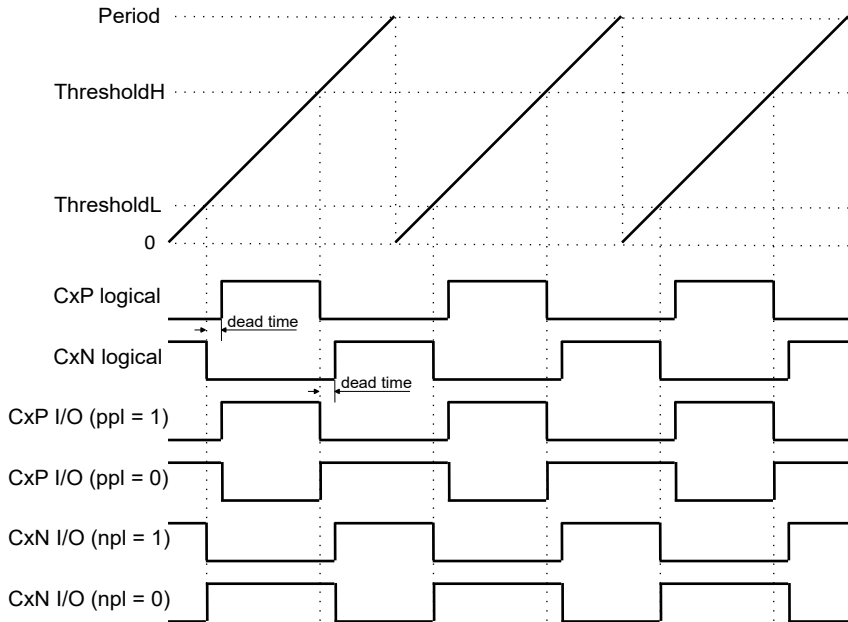 Period
ThresholdH
ThresholdL
0
CxP logical
dead time
CxN logical
dead time
CxP I/O (ppl = 1)
CxP I/O (ppl = 0)
CxN I/O (npl = 1)
CxN I/O (npl = 0)